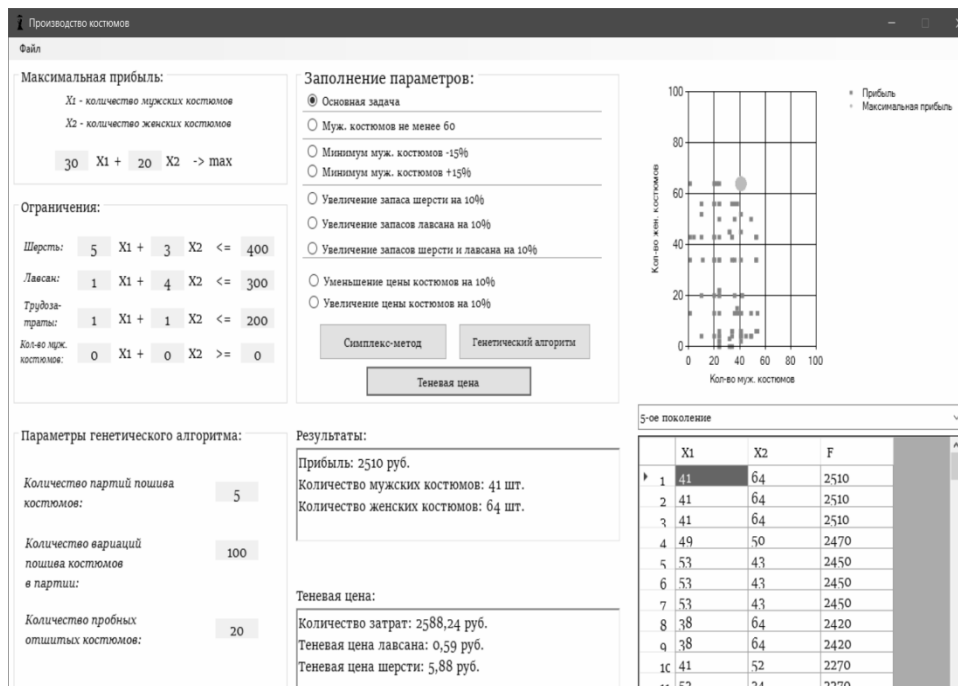 Производство костюмов
Файл
Максимальная прибыль:
X1 - количество мужских костюмов
X2 - количество женских костюмов
30 X1 + 20 X2 -> max
Ограничения:
Шерсть: 5 X1 + 3 X2 <= 400
Лавсан: 1 X1 + 4 X2 <= 300
Трудоза-
траты: 1 X1 + 1 X2 <= 200
Кол-во муж.
костюмов: 0 X1 + 0 X2 >= 0
Заполнение параметров:
Основная задача
Муж. костюмов не менее 60
Минимум муж. костюмов -15%
Минимум муж. костюмов +15%
Увеличение запаса шерсти на 10%
Увеличение запасов лавсана на 10%
Увеличение запасов шерсти и лавсана на 10%
Уменьшение цены костюмов на 10%
Увеличение цены костюмов на 10%
Симплекс-метод
Генетический алгоритм
Теневая цена
Кол-во жен. костюмов
100
80
60
40
20
0
0 20 40 60 80 100
Кол-во муж. костюмов
Прибыль
Максимальная прибыль
Параметры генетического алгоритма:
Количество партий пошива
костюмов: 5
Количество вариаций
пошива костюмов
в партии: 100
Количество пробных
отшитых костюмов: 20
Результаты:
Прибыль: 2510 руб.
Количество мужских костюмов: 41 шт.
Количество женских костюмов: 64 шт.
Теневая цена:
Количество затрат: 2588,24 руб.
Теневая цена лавсана: 0,59 руб.
Теневая цена шерсти: 5,88 руб.
5-ое поколение
X1 X2 F
1 41 64 2510
2 41 64 2510
3 41 64 2510
4 49 50 2470
5 53 43 2450
6 53 43 2450
7 53 43 2450
8 38 64 2420
9 38 64 2420
10 41 52 2270